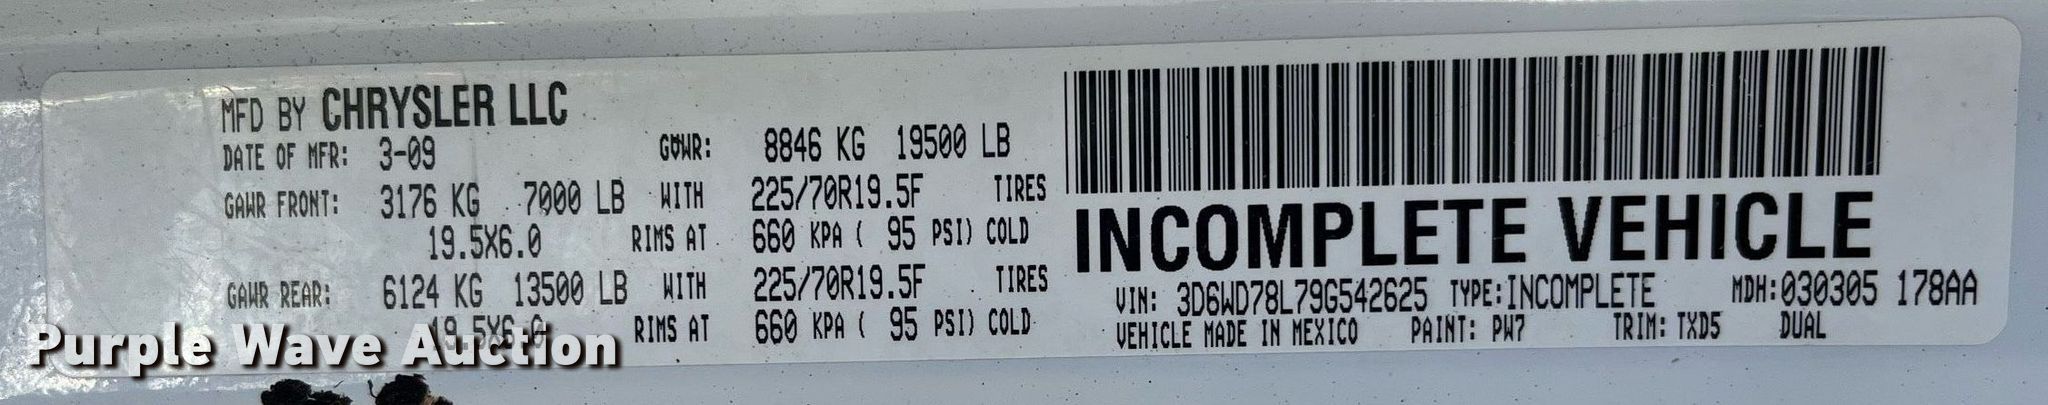 MFD BY CHRYSLER LLC
DATE OF MFR: 3-09 GVWR: 8846 KG 19500 LB
GAWR FRONT: 3176 KG 7000 LB WITH 225/70R19.5F TIRES
19.5X6.0 RIMS AT 660 KPA ( 95 PSI) COLD
GAWR REAR: 6124 KG 13500 LB WITH 225/70R19.5F TIRES
19.5X6.0 RIMS AT 660 KPA ( 95 PSI) COLD
INCOMPLETE VEHICLE
VIN: 3D6WD78L79G542625 TYPE:INCOMPLETE MDH:030305 178AA
VEHICLE MADE IN MEXICO PAINT: PW7 TRIM: TXD5 DUAL
Purple Wave Auction